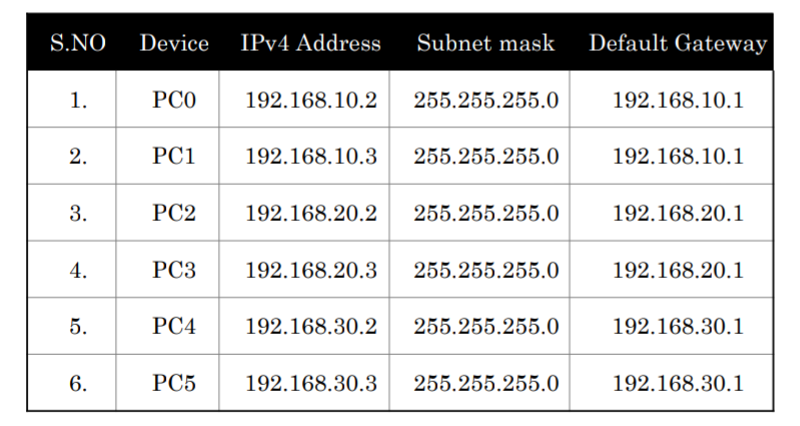 S.NO Device IPv4 Address Subnet mask Default Gateway
1. PC0 192.168.10.2 255.255.255.0 192.168.10.1
2. PC1 192.168.10.3 255.255.255.0 192.168.10.1
3. PC2 192.168.20.2 255.255.255.0 192.168.20.1
4. PC3 192.168.20.3 255.255.255.0 192.168.20.1
5. PC4 192.168.30.2 255.255.255.0 192.168.30.1
6. PC5 192.168.30.3 255.255.255.0 192.168.30.1